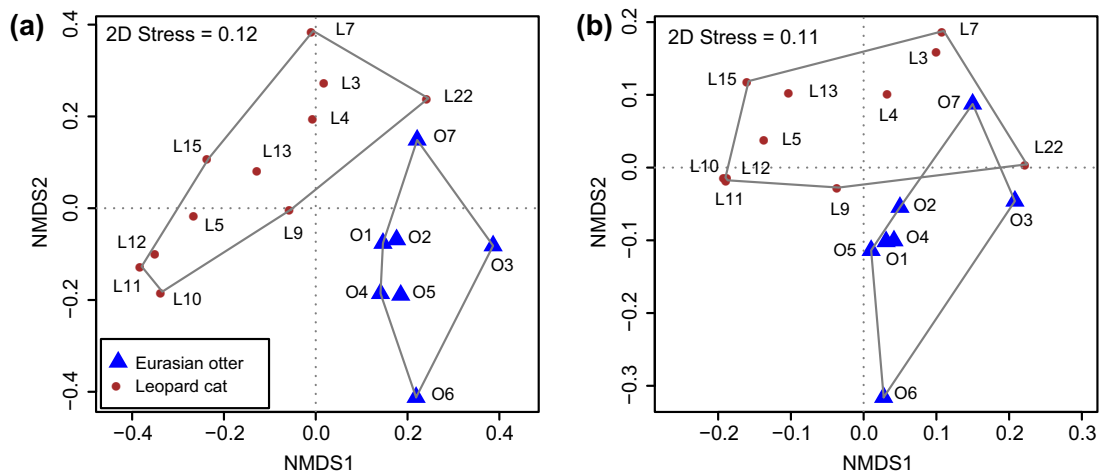 (a)
2D Stress = 0.12
L7
L3
L22
L4
O7
L15
L13
L5
L9
O1
O2
O3
L12
L11
L10
O4
O5
O6
Eurasian otter
Leopard cat
0.4
0.2
0.0
−0.2
−0.4
NMDS2
−0.4
−0.2
0.0
0.2
0.4
NMDS1
(b)
2D Stress = 0.11
L7
L3
L15
L13
L4
O7
L5
L22
L10
L12
L11
L9
O2
O3
O5
O4
O1
O6
0.2
0.1
0.0
−0.1
−0.2
−0.3
NMDS2
−0.2
−0.1
0.0
0.1
0.2
0.3
NMDS1